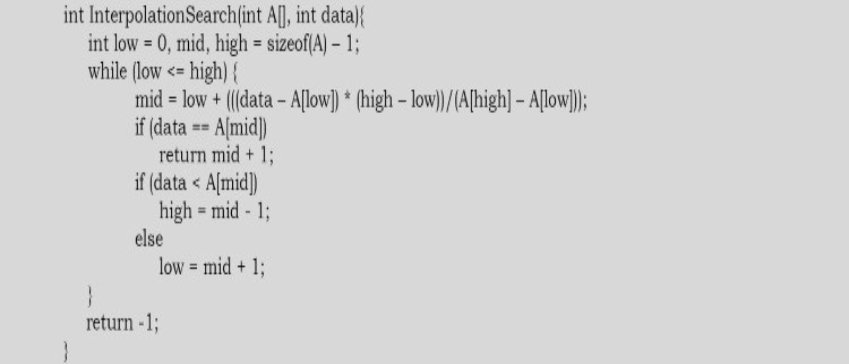 int InterpolationSearch(int A[], int data){
int low = 0, mid, high = sizeof(A) – 1;
while (low <= high) {
mid = low + (((data – A[low]) * (high – low))/(A[high] – A[low]));
if (data == A[mid])
return mid + 1;
if (data < A[mid])
high = mid - 1;
else
low = mid + 1;
}
return -1;
}